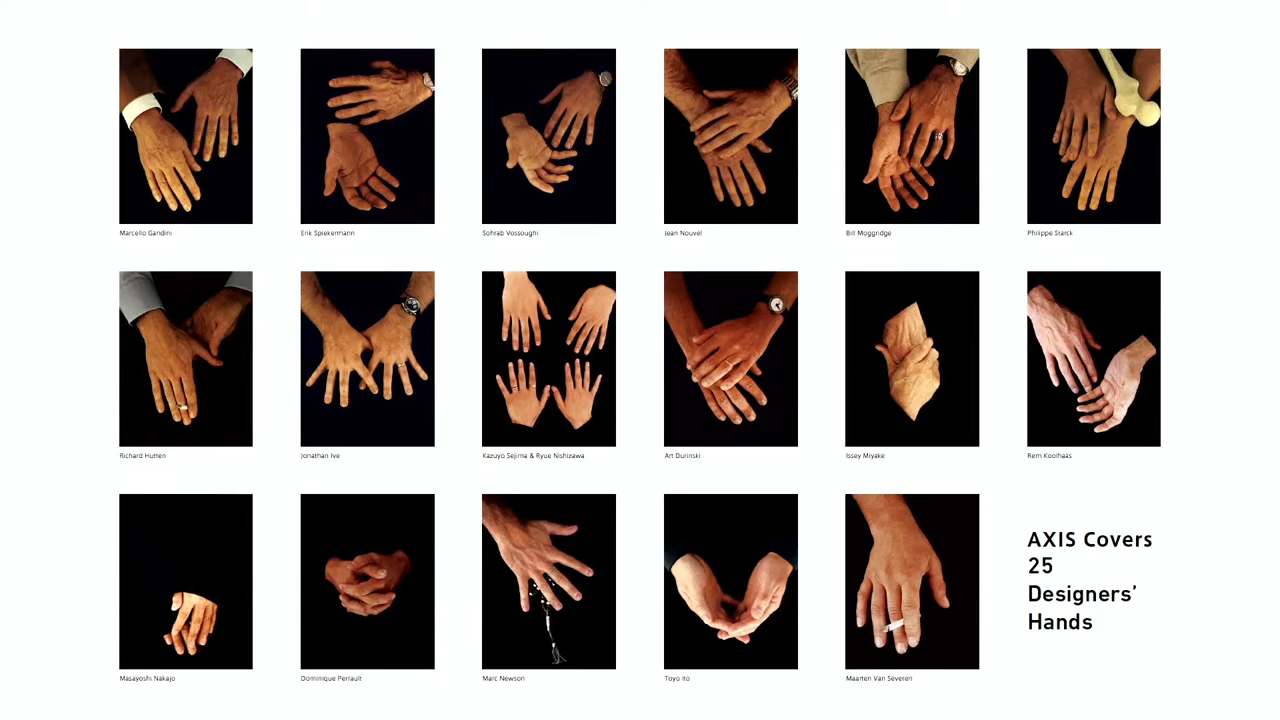 Marcello Gandini
Erik Spiekermann
Sohrab Vossoughi
Jean Nouvel
Bill Moggridge
Philippe Starck
Richard Hutten
Jonathan Ive
Kazuyo Sejima & Ryue Nishizawa
Art Durinski
Issey Miyake
Rem Koolhaas
Masayoshi Nakajo
Dominique Perrault
Marc Newson
Toyo Ito
Maarten Van Severen
AXIS Covers
25
Designers’
Hands